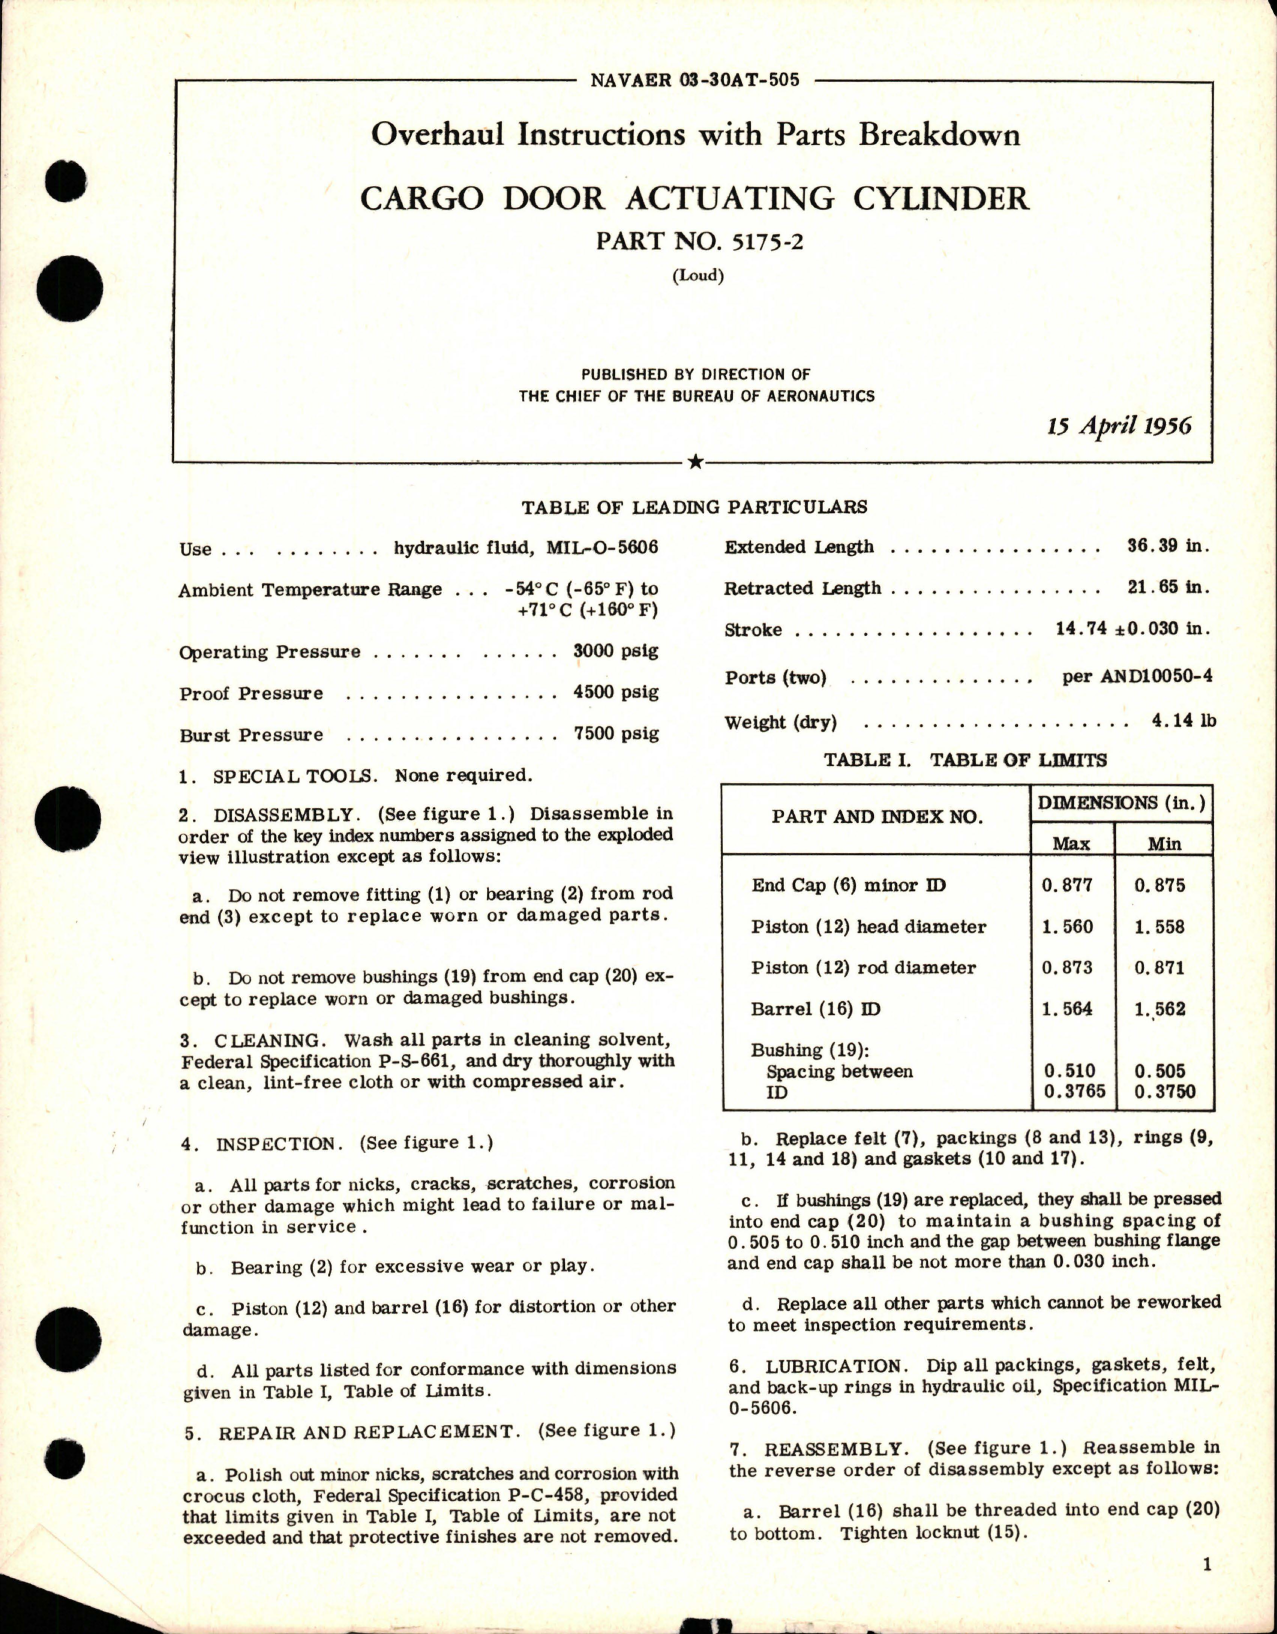 NAVAER 03-30AT-505
Overhaul Instructions with Parts Breakdown
CARGO DOOR ACTUATING CYLINDER
PART NO. 5175-2
(Loud)
PUBLISHED BY DIRECTION OF
THE CHIEF OF THE BUREAU OF AERONAUTICS
15 April 1956
TABLE OF LEADING PARTICULARS
Use . . . . . . . . . . . hydraulic fluid, MIL-O-5606
Ambient Temperature Range . . . -54°C (-65°F) to
+71°C (+160°F)
Operating Pressure . . . . . . . . . . . . . 3000 psig
Proof Pressure . . . . . . . . . . . . . . . . 4500 psig
Burst Pressure . . . . . . . . . . . . . . . . 7500 psig
1. SPECIAL TOOLS. None required.
2. DISASSEMBLY. (See figure 1.) Disassemble in
order of the key index numbers assigned to the exploded
view illustration except as follows:
a. Do not remove fitting (1) or bearing (2) from rod
end (3) except to replace worn or damaged parts.
b. Do not remove bushings (19) from end cap (20) ex-
cept to replace worn or damaged bushings.
3. CLEANING. Wash all parts in cleaning solvent,
Federal Specification P-S-661, and dry thoroughly with
a clean, lint-free cloth or with compressed air.
4. INSPECTION. (See figure 1.)
a. All parts for nicks, cracks, scratches, corrosion
or other damage which might lead to failure or mal-
function in service .
b. Bearing (2) for excessive wear or play.
c. Piston (12) and barrel (16) for distortion or other
damage.
d. All parts listed for conformance with dimensions
given in Table I, Table of Limits.
5. REPAIR AND REPLACEMENT. (See figure 1.)
a. Polish out minor nicks, scratches and corrosion with
crocus cloth, Federal Specification P-C-458, provided
that limits given in Table I, Table of Limits, are not
exceeded and that protective finishes are not removed.
Extended Length . . . . . . . . . . . . . . . . 36.39 in.
Retracted Length . . . . . . . . . . . . . . . . 21.65 in.
Stroke . . . . . . . . . . . . . . . . . . 14.74 ±0.030 in.
Ports (two) . . . . . . . . . . . . . . per AND10050-4
Weight (dry) . . . . . . . . . . . . . . . . . . . . 4.14 lb
TABLE I. TABLE OF LIMITS
PART AND INDEX NO. DIMENSIONS (in.)
Max Min
End Cap (6) minor ID 0.877 0.875
Piston (12) head diameter 1.560 1.558
Piston (12) rod diameter 0.873 0.871
Barrel (16) ID 1.564 1.562
Bushing (19):
Spacing between 0.510 0.505
ID 0.3765 0.3750
b. Replace felt (7), packings (8 and 13), rings (9,
11, 14 and 18) and gaskets (10 and 17).
c. If bushings (19) are replaced, they shall be pressed
into end cap (20) to maintain a bushing spacing of
0.505 to 0.510 inch and the gap between bushing flange
and end cap shall be not more than 0.030 inch.
d. Replace all other parts which cannot be reworked
to meet inspection requirements.
6. LUBRICATION. Dip all packings, gaskets, felt,
and back-up rings in hydraulic oil, Specification MIL-
O-5606.
7. REASSEMBLY. (See figure 1.) Reassemble in
the reverse order of disassembly except as follows:
a. Barrel (16) shall be threaded into end cap (20)
to bottom. Tighten locknut (15).
1